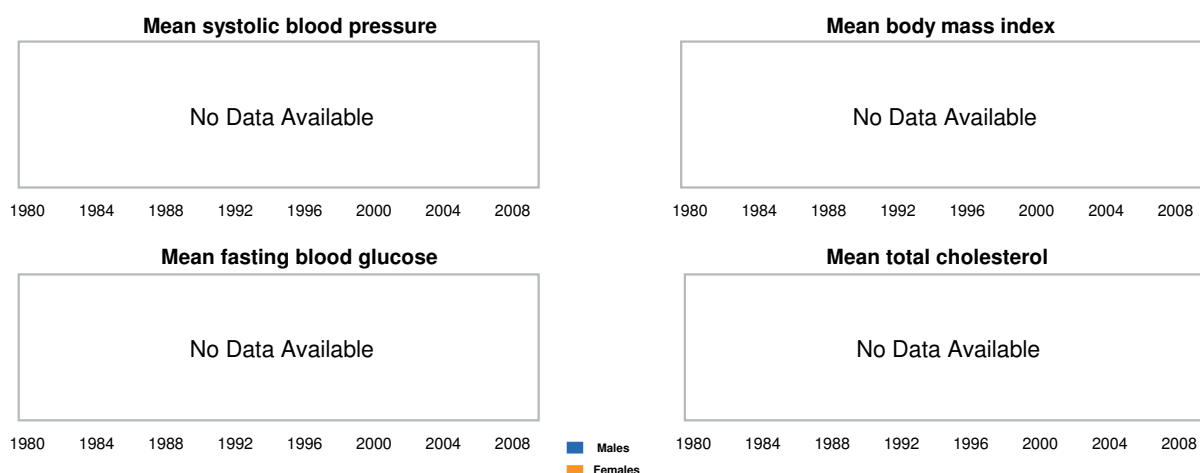 Mean systolic blood pressure
No Data Available
1980 1984 1988 1992 1996 2000 2004 2008
Mean body mass index
No Data Available
1980 1984 1988 1992 1996 2000 2004 2008
Mean fasting blood glucose
No Data Available
1980 1984 1988 1992 1996 2000 2004 2008
Mean total cholesterol
No Data Available
1980 1984 1988 1992 1996 2000 2004 2008
Males
Females